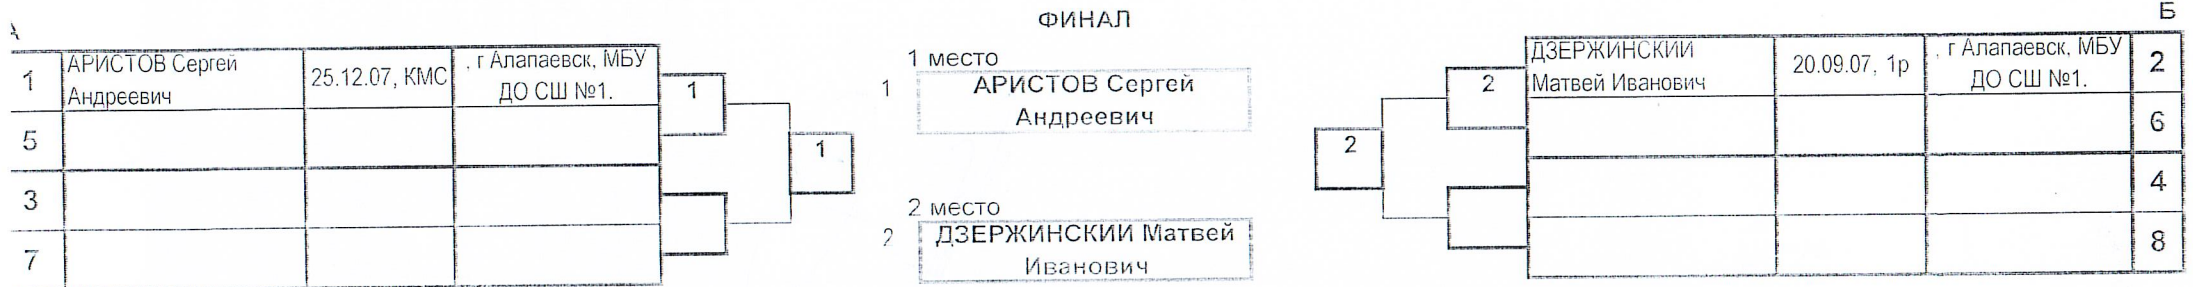 ФИНАЛ
А
Б
1
АРИСТОВ Сергей
Андреевич
25.12.07, КМС
, г Алапаевск, МБУ
ДО СШ №1.
5
3
7
1
1
1 место
1
АРИСТОВ Сергей
Андреевич
2 место
2
ДЗЕРЖИНСКИЙ Матвей
Иванович
2
2
ДЗЕРЖИНСКИЙ
Матвей Иванович
20.09.07, 1р
, г Алапаевск, МБУ
ДО СШ №1.
2
6
4
8